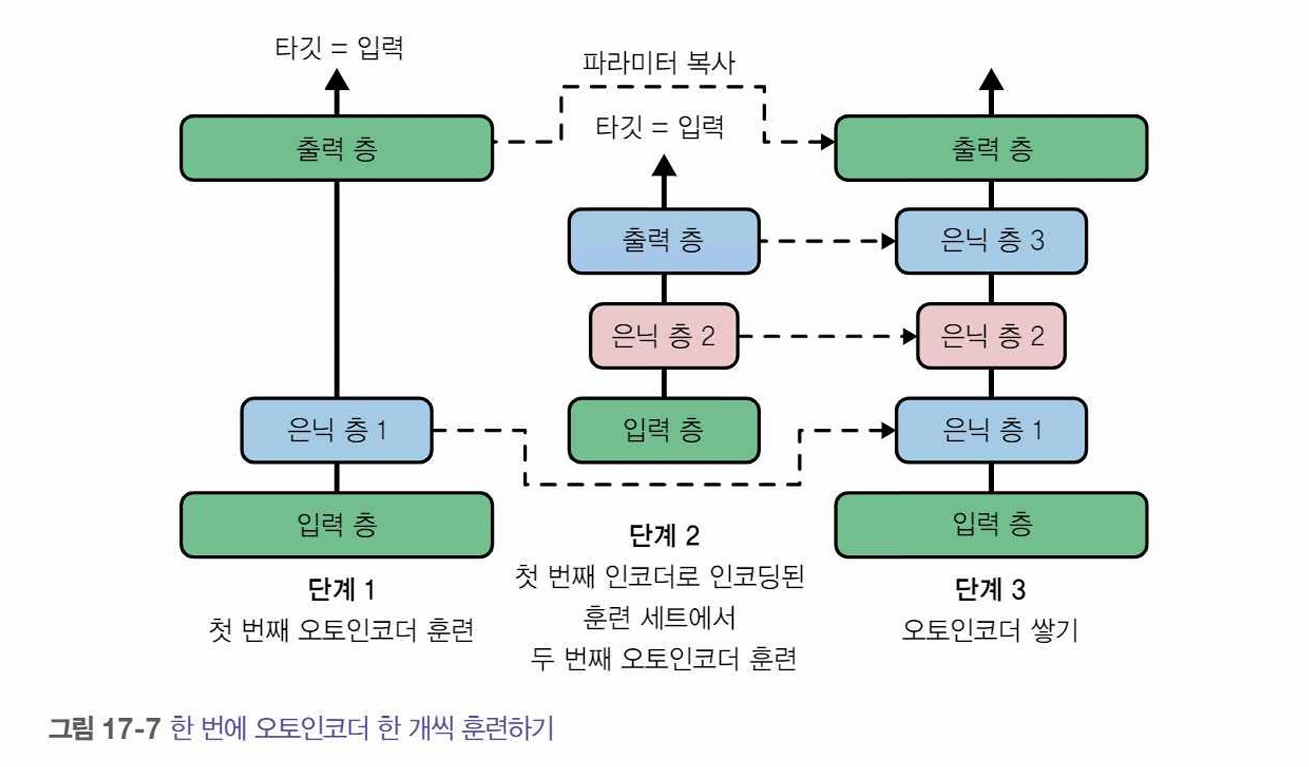 타깃 = 입력
출력 층
은닉 층 1
입력 층
단계 1
첫 번째 오토인코더 훈련
파라미터 복사
타깃 = 입력
출력 층
은닉 층 2
입력 층
단계 2
첫 번째 인코더로 인코딩된
훈련 세트에서
두 번째 오토인코더 훈련
출력 층
은닉 층 3
은닉 층 2
은닉 층 1
입력 층
단계 3
오토인코더 쌓기
그림 17-7 한 번에 오토인코더 한 개씩 훈련하기